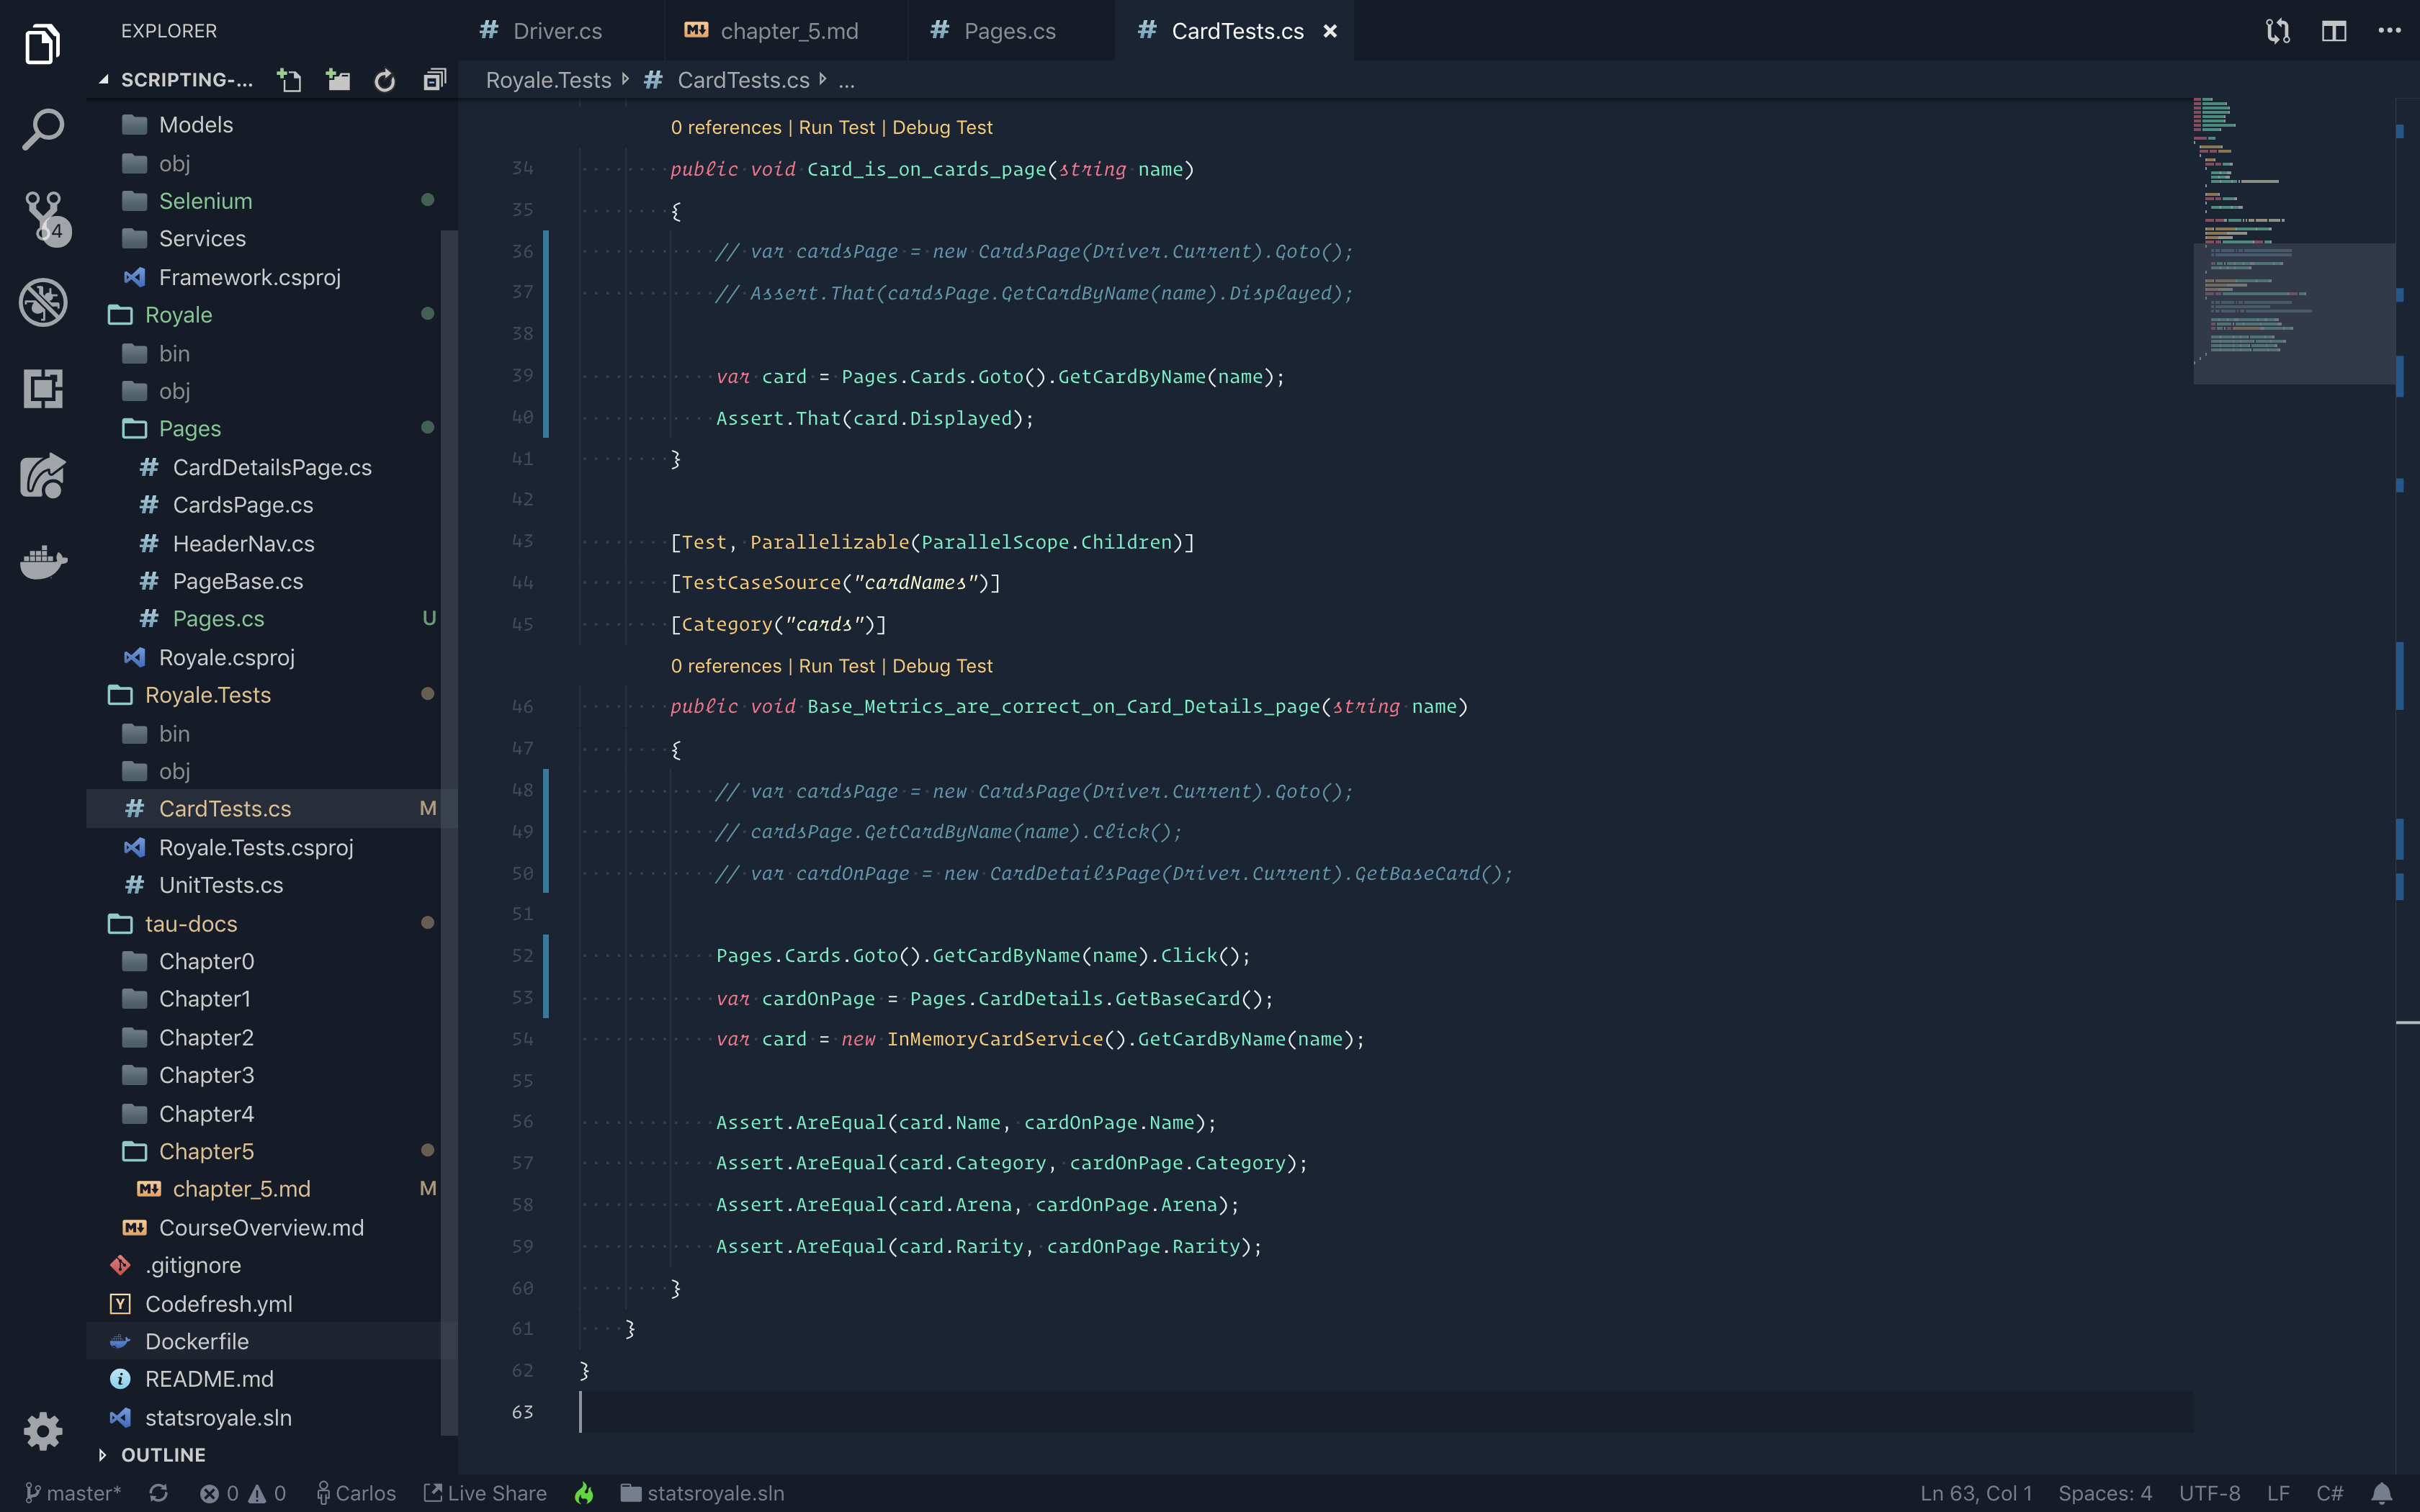 EXPLORER
SCRIPTING-...
Models
obj
Selenium
Services
Framework.csproj
Royale
bin
obj
Pages
CardDetailsPage.cs
CardsPage.cs
HeaderNav.cs
PageBase.cs
Pages.cs U
Royale.csproj
Royale.Tests
bin
obj
CardTests.cs M
Royale.Tests.csproj
UnitTests.cs
tau-docs
Chapter0
Chapter1
Chapter2
Chapter3
Chapter4
Chapter5
chapter_5.md M
CourseOverview.md
.gitignore
Codefresh.yml
Dockerfile
README.md
statsroyale.sln
OUTLINE
4
# Driver.cs
chapter_5.md
# Pages.cs
# CardTests.cs ×
Royale.Tests # CardTests.cs ...
0 references | Run Test | Debug Test
34 public void Card_is_on_cards_page(string name)
35 {
36 // var cardsPage = new CardsPage(Driver.Current).Goto();
37 // Assert.That(cardsPage.GetCardByName(name).Displayed);
38
39 var card = Pages.Cards.Goto().GetCardByName(name);
40 Assert.That(card.Displayed);
41 }
42
43 [Test, Parallelizable(ParallelScope.Children)]
44 [TestCaseSource("cardNames")]
45 [Category("cards")]
0 references | Run Test | Debug Test
46 public void Base_Metrics_are_correct_on_Card_Details_page(string name)
47 {
48 // var cardsPage = new CardsPage(Driver.Current).Goto();
49 // cardsPage.GetCardByName(name).Click();
50 // var cardOnPage = new CardDetailsPage(Driver.Current).GetBaseCard();
51
52 Pages.Cards.Goto().GetCardByName(name).Click();
53 var cardOnPage = Pages.CardDetails.GetBaseCard();
54 var card = new InMemoryCardService().GetCardByName(name);
55
56 Assert.AreEqual(card.Name, cardOnPage.Name);
57 Assert.AreEqual(card.Category, cardOnPage.Category);
58 Assert.AreEqual(card.Arena, cardOnPage.Arena);
59 Assert.AreEqual(card.Rarity, cardOnPage.Rarity);
60 }
61 }
62 }
63
master* 0 0 Carlos Live Share statsroyale.sln Ln 63, Col 1 Spaces: 4 UTF-8 LF C#